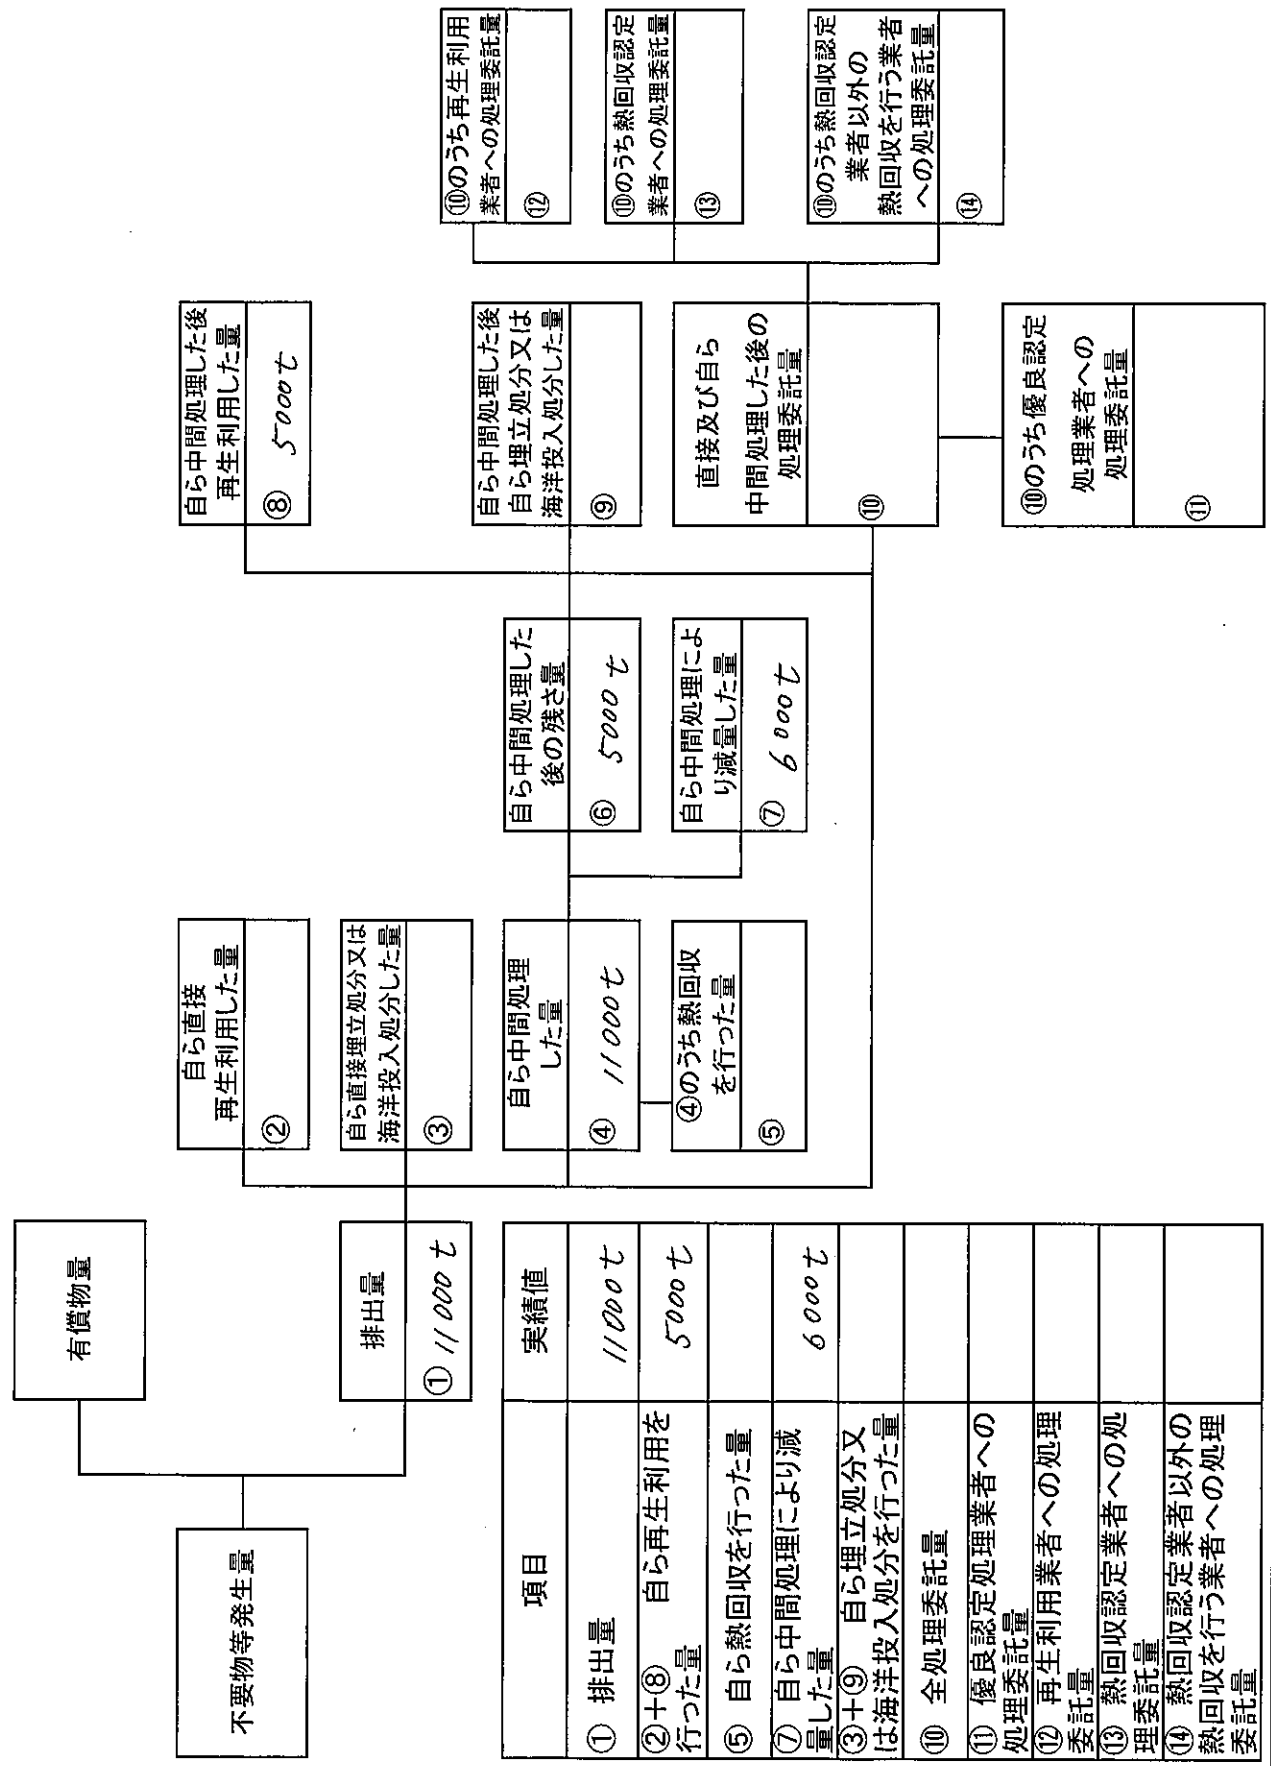 有償物量
不要物等発生量
排出量
① 11000 t
自ら直接
再生利用した量
②
自ら直接埋立処分又は
海洋投入処分した量
③
自ら中間処理
した量
④ 11000 t
④のうち熱回収
を行った量
⑤
自ら中間処理した
後の残さ量
⑥ 5000 t
自ら中間処理によ
り減量した量
⑦ 6000 t
自ら中間処理した後
再生利用した量
⑧ 5000 t
自ら中間処理した後
自ら埋立処分又は
海洋投入処分した量
⑨
直接及び自ら
中間処理した後の
処理委託量
⑩
⑩のうち優良認定
処理業者への
処理委託量
⑪
⑩のうち再生利用
業者への処理委託量
⑫
⑩のうち熱回収認定
業者への処理委託量
⑬
⑩のうち熱回収認定
業者以外の
熱回収を行う業者
への処理委託量
⑭
項目 実績値
① 排出量 11000 t
②+⑧ 自ら再生利用を
行った量 5000 t
⑤ 自ら熱回収を行った量
⑦ 自ら中間処理により減
量した量 6000 t
③+⑨ 自ら埋立処分又
は海洋投入処分を行った量
⑩ 全処理委託量
⑪ 優良認定処理業者への
処理委託量
⑫ 再生利用業者への処理
委託量
⑬ 熱回収認定業者への処
理委託量
⑭ 熱回収認定業者以外の
熱回収を行う業者への処理
委託量